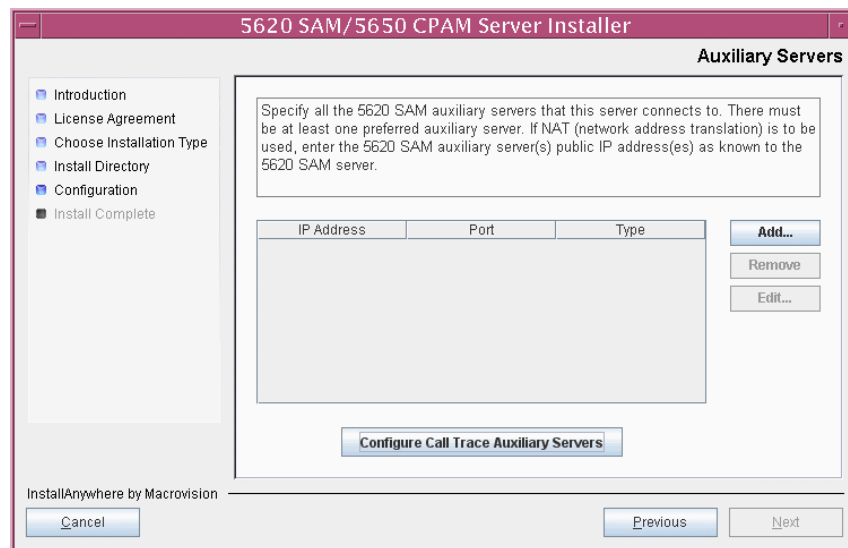 5620 SAM/5650 CPAM Server Installer
Auxiliary Servers
Introduction
License Agreement
Choose Installation Type
Install Directory
Configuration
Install Complete
Specify all the 5620 SAM auxiliary servers that this server connects to. There must
be at least one preferred auxiliary server. If NAT (network address translation) is to be
used, enter the 5620 SAM auxiliary server(s) public IP address(es) as known to the
5620 SAM server.
IP Address Port Type
Add...
Remove
Edit...
Configure Call Trace Auxiliary Servers
InstallAnywhere by Macrovision
Cancel Previous Next